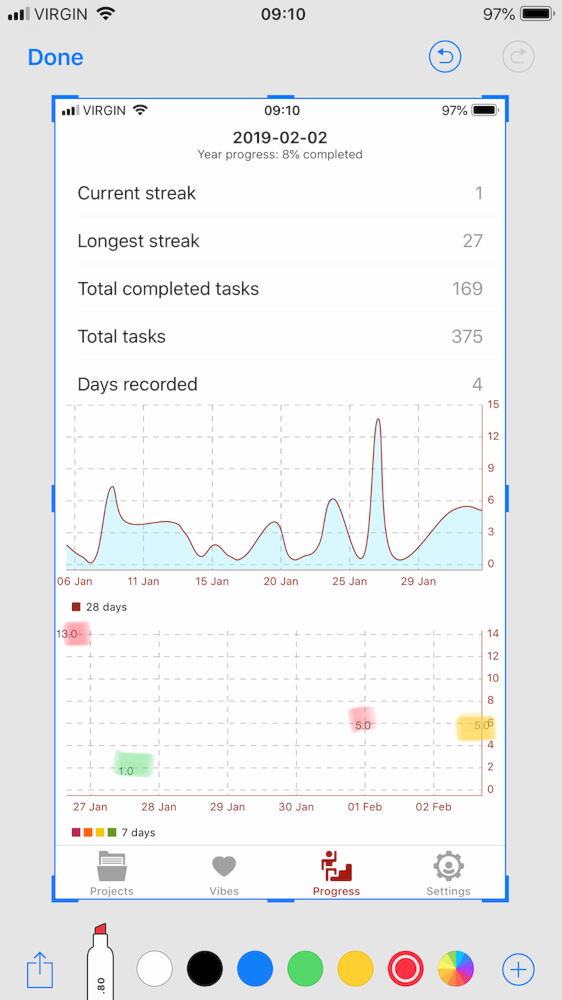 VIRGIN 09:10 97%
Done
VIRGIN 09:10 97%
2019-02-02
Year progress: 8% completed
Current streak 1
Longest streak 27
Total completed tasks 169
Total tasks 375
Days recorded 4
15
12
9
6
3
0
06 Jan 11 Jan 15 Jan 20 Jan 25 Jan 29 Jan
28 days
13.0 14
12
10
8
5.0 5.0 6
4
1.0 2
0
27 Jan 28 Jan 29 Jan 30 Jan 01 Feb 02 Feb
7 days
Projects Vibes Progress Settings
.80